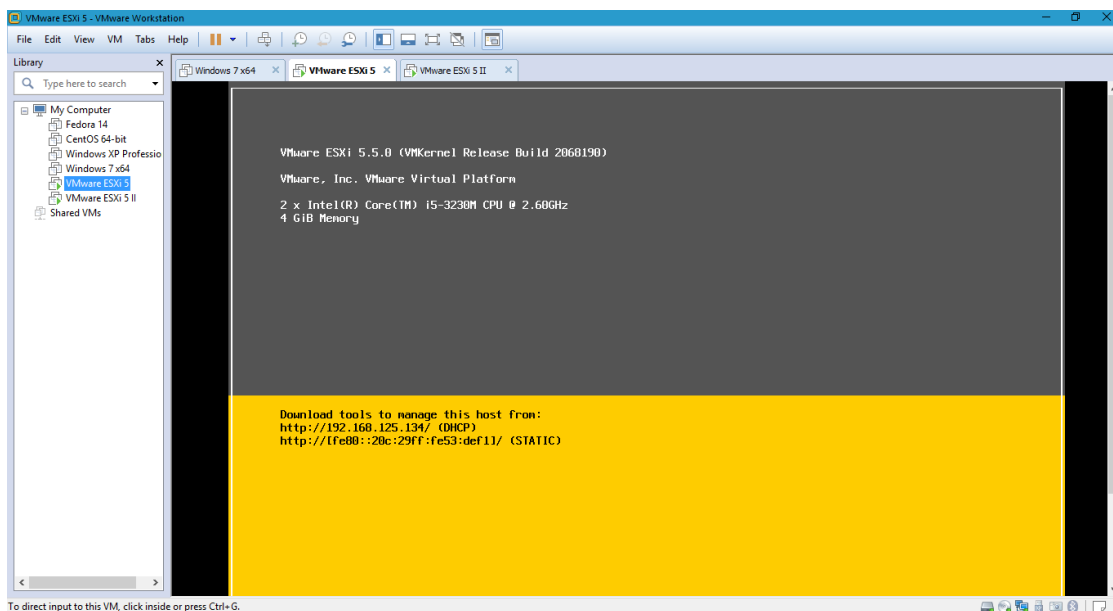 VMware ESXi 5 - VMware Workstation
File Edit View VM Tabs Help
Library
Type here to search
My Computer
Fedora 14
CentOS 64-bit
Windows XP Professio
Windows 7 x64
VMware ESXi 5
VMware ESXi 5 II
Shared VMs
Windows 7 x64 VMware ESXi 5 VMware ESXi 5 II
VMware ESXi 5.5.0 (VMKernel Release Build 2068190)
VMware, Inc. VMware Virtual Platform
2 x Intel(R) Core(TM) i5-3230M CPU @ 2.60GHz
4 GiB Memory
Download tools to manage this host from:
http://192.168.125.134/ (DHCP)
http://[fe80::20c:29ff:fe53:def1]/ (STATIC)
To direct input to this VM, click inside or press Ctrl+G.